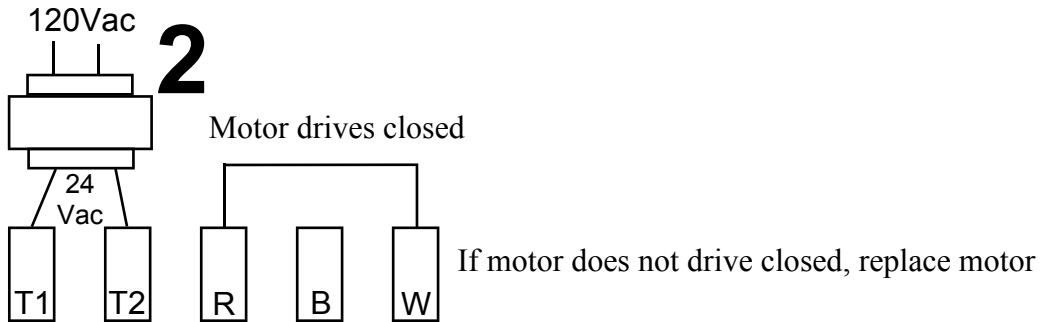 120Vac
2
Motor drives closed
24
Vac
T1 T2 R B W
If motor does not drive closed, replace motor